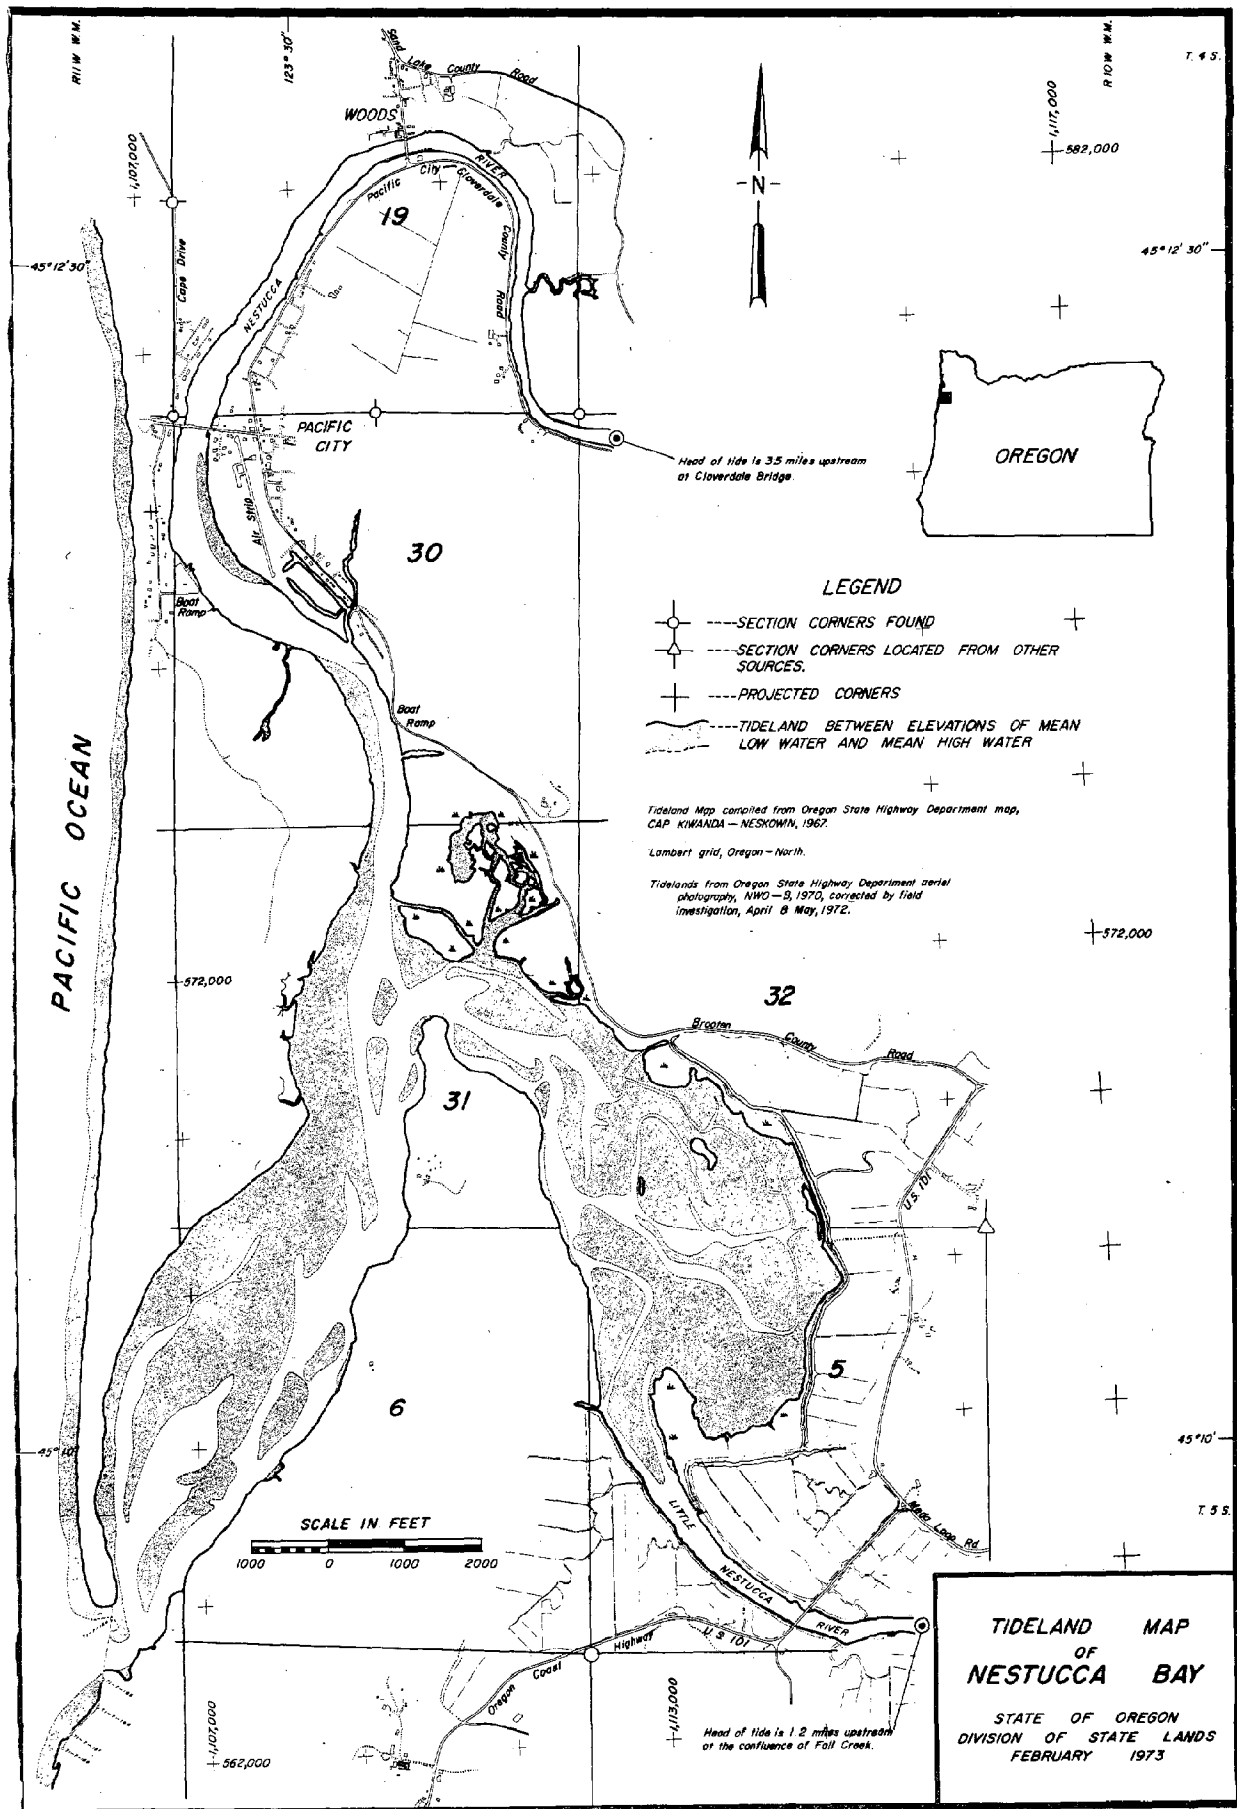 R11W W.M.
123° 30"
R10W W.M.
T. 4 S.
Sand
Lake
County
Road
WOODS
1,107,000
1,117,000
582,000
-N-
RIVER
Pacific
City
Cloverdale
County
Road
19
45°12'30"
45°12'30"
Cape Drive
NESTUCCA
PACIFIC
CITY
OREGON
Head of tide is 3.5 miles upstream
at Cloverdale Bridge.
Air Strip
30
LEGEND
Boat
Ramp
----SECTION CORNERS FOUND
----SECTION CORNERS LOCATED FROM OTHER
SOURCES.
----PROJECTED CORNERS
----TIDELAND BETWEEN ELEVATIONS OF MEAN
LOW WATER AND MEAN HIGH WATER
Boat
Ramp
PACIFIC OCEAN
Tideland Map compiled from Oregon State Highway Department map,
CAP KIWANDA — NESKOWIN, 1967.
Lambert grid, Oregon — North.
Tidelands from Oregon State Highway Department aerial
photography, NWO — 9, 1970, corrected by field
investigation, April & May, 1972.
572,000
572,000
32
Brooten
County
Road
31
U.S. 101
5
6
45°10'
45°10'
SCALE IN FEET
1000 0 1000 2000
LITTLE
NESTUCCA
RIVER
Meda Loop Rd
T. 5 S.
Oregon
Coast
Highway
U.S. 101
1,107,000
562,000
1,113,000
Head of tide is 1.2 miles upstream
at the confluence of Fall Creek.
TIDELAND MAP
OF
NESTUCCA BAY
STATE OF OREGON
DIVISION OF STATE LANDS
FEBRUARY 1973